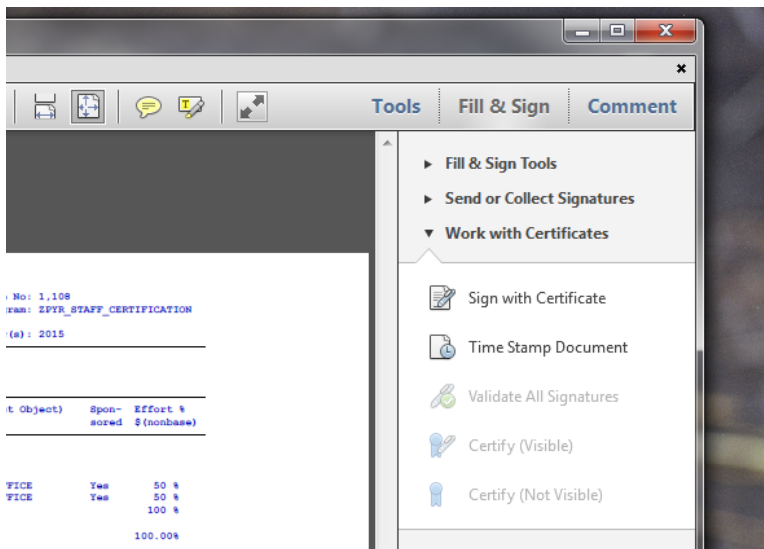 Tools Fill & Sign Comment
Fill & Sign Tools
Send or Collect Signatures
Work with Certificates
Sign with Certificate
Time Stamp Document
Validate All Signatures
Certify (Visible)
Certify (Not Visible)
No: 1,108
ram: ZPYR_STAFF_CERTIFICATION
(s): 2015
t Object) Spon- Effort %
sored $(nonbase)
FICE Yes 50 %
FICE Yes 50 %
100 %
100.00%